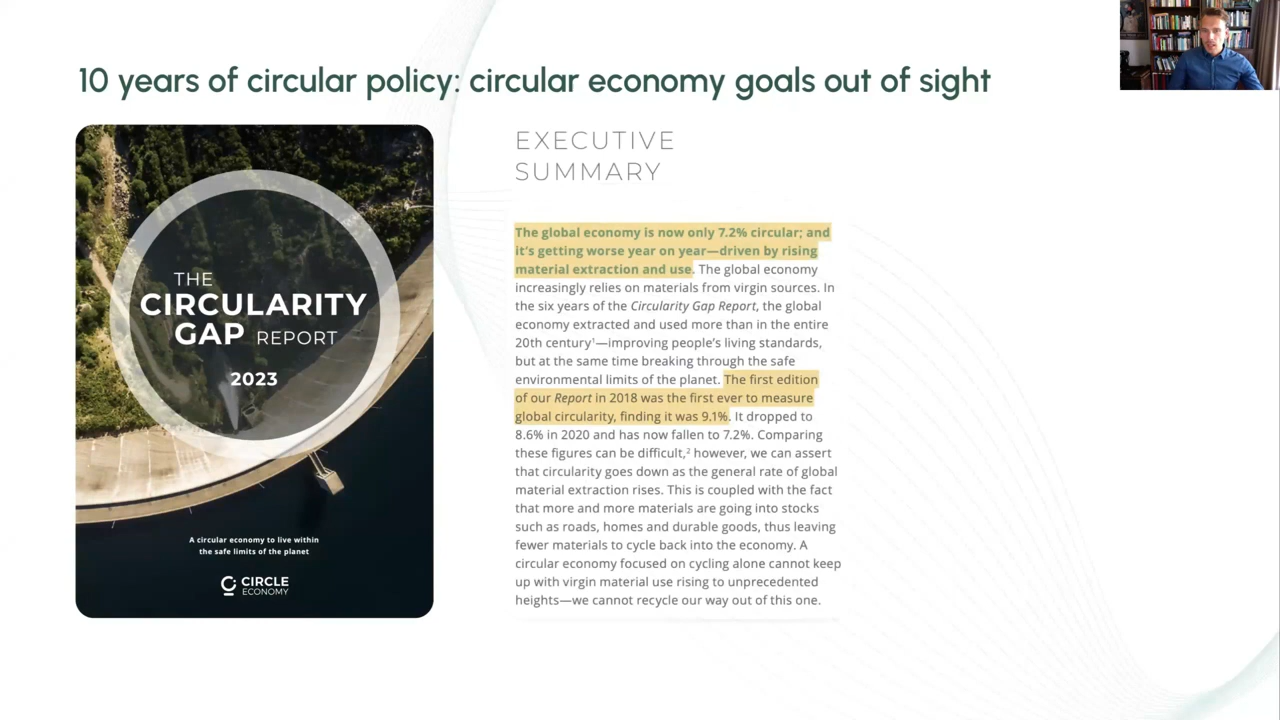 10 years of circular policy: circular economy goals out of sight
THE
CIRCULARITY
GAP REPORT
2023
A circular economy to live within
the safe limits of the planet
CIRCLE
ECONOMY
EXECUTIVE
SUMMARY
The global economy is now only 7.2% circular; and
it's getting worse year on year—driven by rising
material extraction and use. The global economy
increasingly relies on materials from virgin sources. In
the six years of the Circularity Gap Report, the global
economy extracted and used more than in the entire
20th century¹—improving people's living standards,
but at the same time breaking through the safe
environmental limits of the planet. The first edition
of our Report in 2018 was the first ever to measure
global circularity, finding it was 9.1%. It dropped to
8.6% in 2020 and has now fallen to 7.2%. Comparing
these figures can be difficult,² however, we can assert
that circularity goes down as the general rate of global
material extraction rises. This is coupled with the fact
that more and more materials are going into stocks
such as roads, homes and durable goods, thus leaving
fewer materials to cycle back into the economy. A
circular economy focused on cycling alone cannot keep
up with virgin material use rising to unprecedented
heights—we cannot recycle our way out of this one.